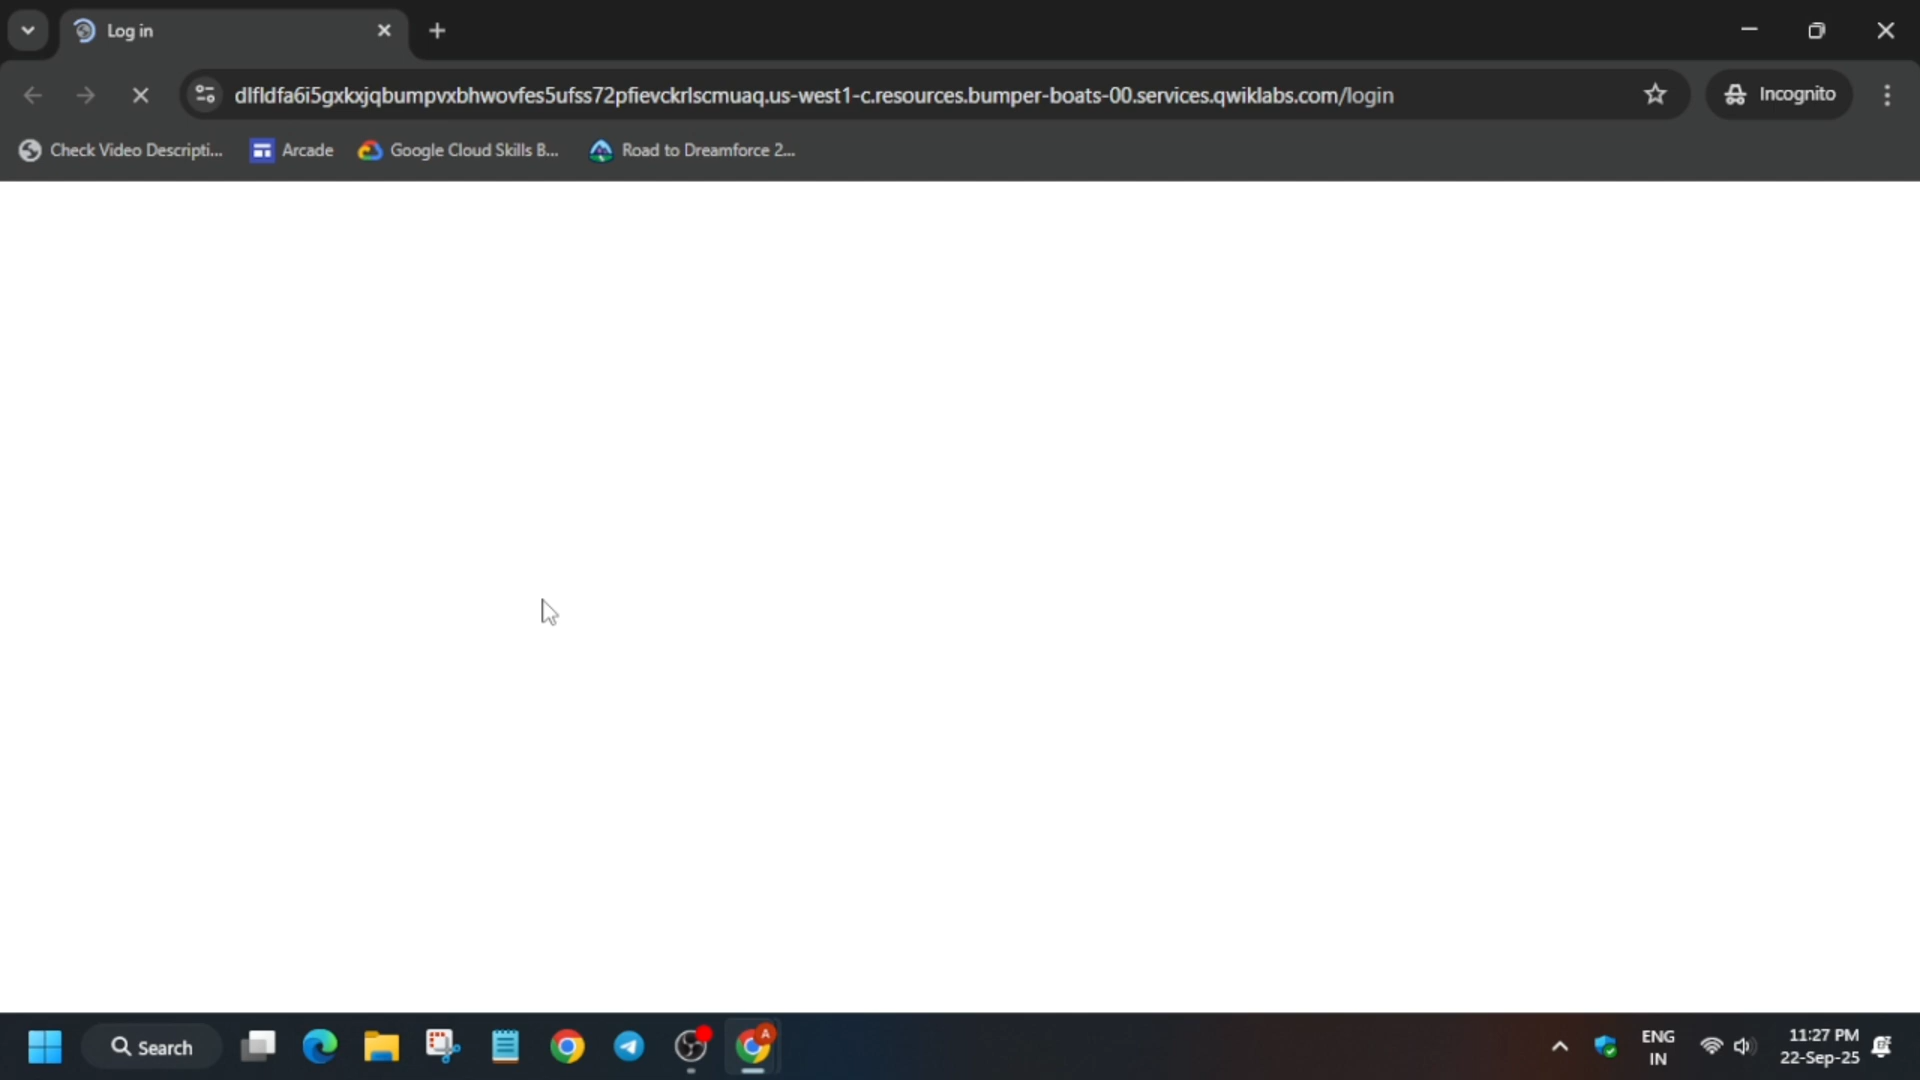 Log in
dlfldfa6i5gxkxjqbumpvxbhwovfes5ufss72pfievckrlscmuaq.us-west1-c.resources.bumper-boats-00.services.qwiklabs.com/login
Incognito
Check Video Descripti...
Arcade
Google Cloud Skills B...
Road to Dreamforce 2...
Search
A
ENG
IN
11:27 PM
22-Sep-25